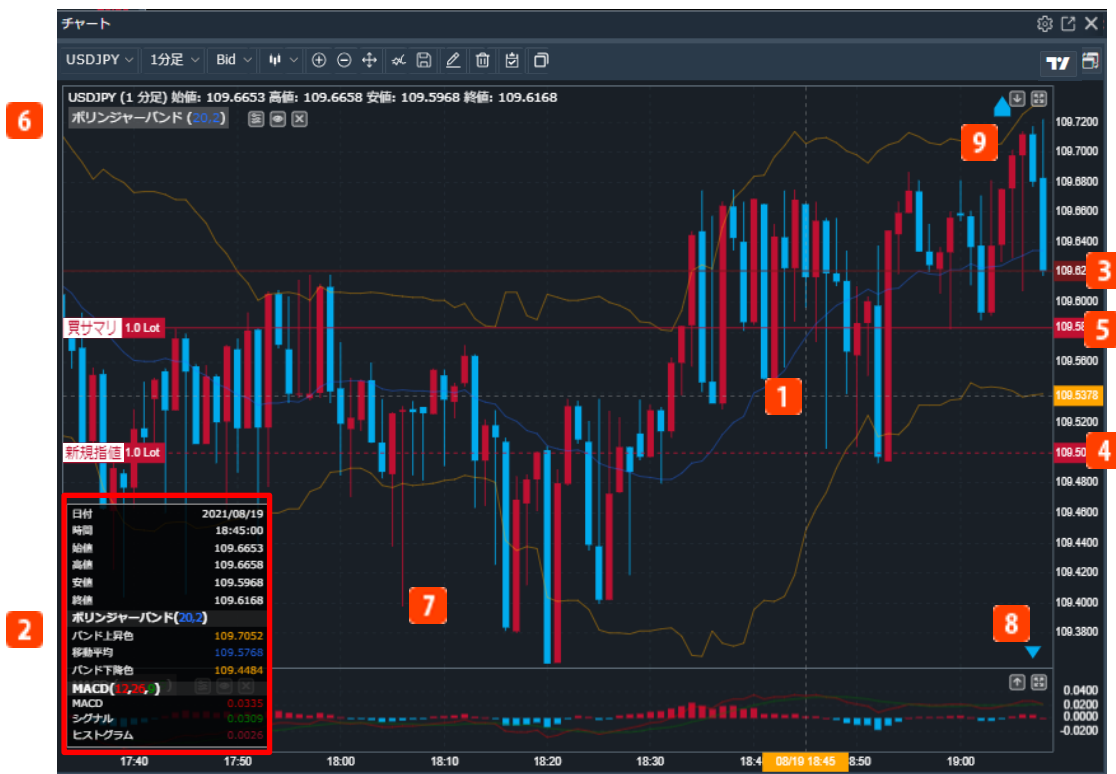 チャート
USDJPY 1分足 Bid
USDJPY (1 分足) 始値: 109.6653 高値: 109.6658 安値: 109.5968 終値: 109.6168
6
ボリンジャーバンド (20,2)
9
109.7200
109.7000
109.6800
109.6600
109.6400
109.62
3
109.6000
買サマリ 1.0 Lot
109.58
5
109.5600
1
109.5378
109.5200
新規指値 1.0 Lot
109.50
4
109.4800
109.4600
109.4400
109.4200
109.4000
109.3800
7
8
2
日付 2021/08/19
時間 18:45:00
始値 109.6653
高値 109.6658
安値 109.5968
終値 109.6168
ボリンジャーバンド(20,2)
バンド上昇色 109.7052
移動平均 109.5768
バンド下降色 109.4484
MACD(12,26,9)
MACD 0.0335
シグナル 0.0309
ヒストグラム 0.0026
0.0400
0.0200
0.0000
-0.0200
17:40 17:50 18:00 18:10 18:20 18:30 18:4 08/19 18:45 8:50 19:00